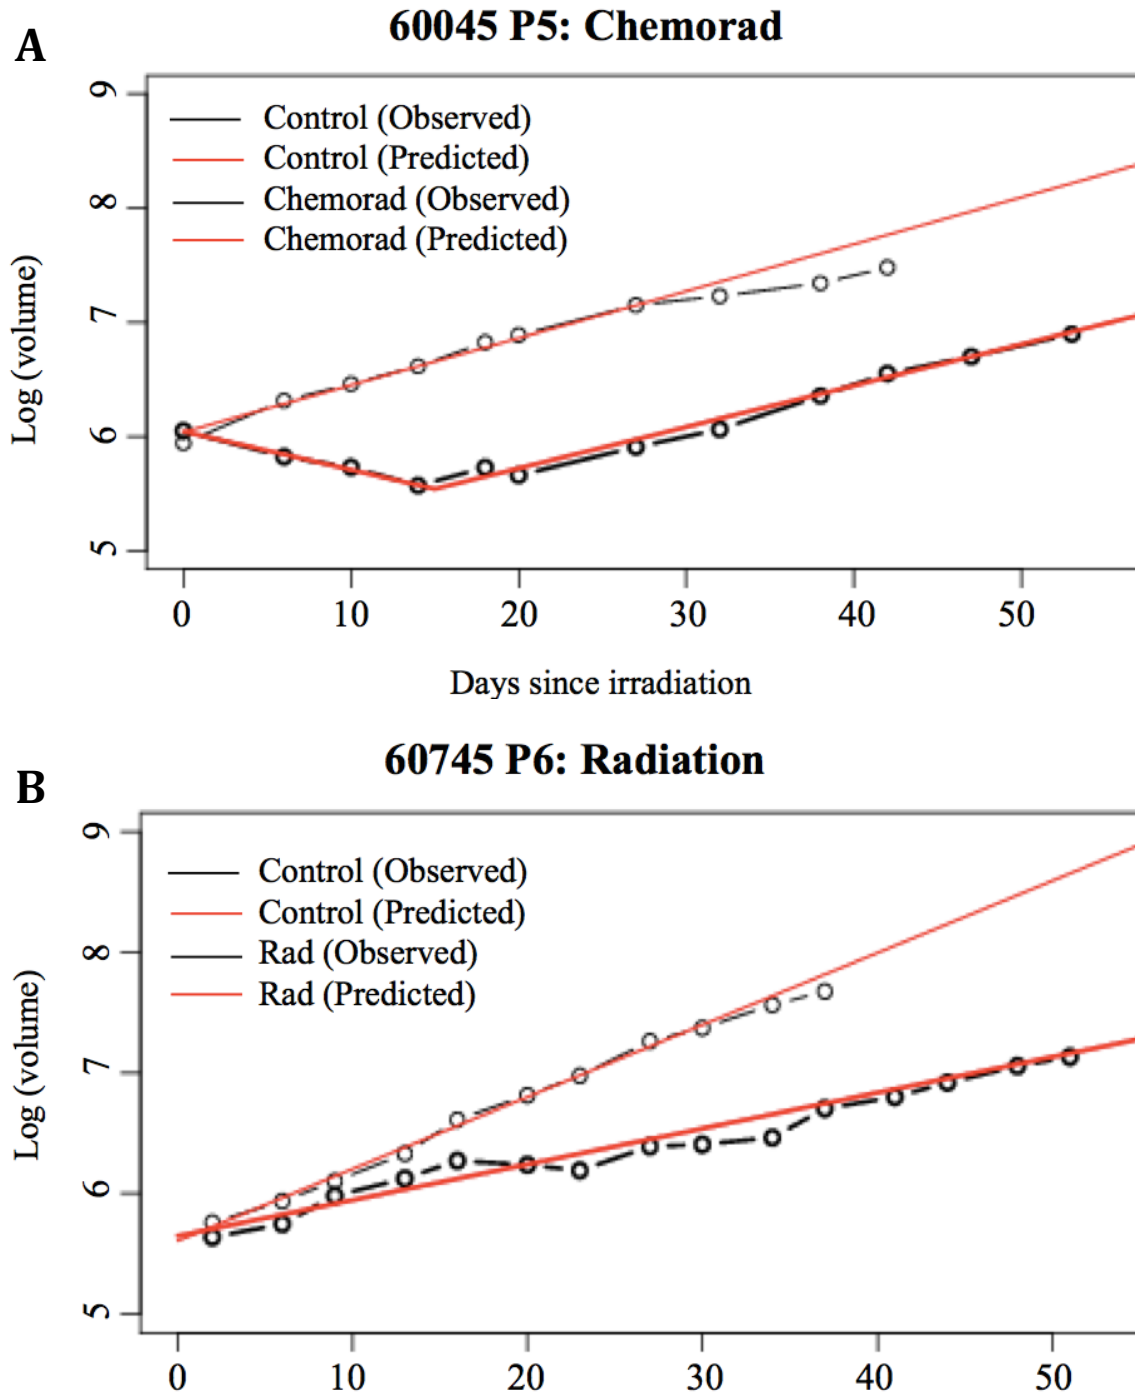 A
60045 P5: Chemorad
9
8
7
6
5
Log (volume)
Control (Observed)
Control (Predicted)
Chemorad (Observed)
Chemorad (Predicted)
0 10 20 30 40 50
Days since irradiation
B
60745 P6: Radiation
9
8
7
6
5
Log (volume)
Control (Observed)
Control (Predicted)
Rad (Observed)
Rad (Predicted)
0 10 20 30 40 50